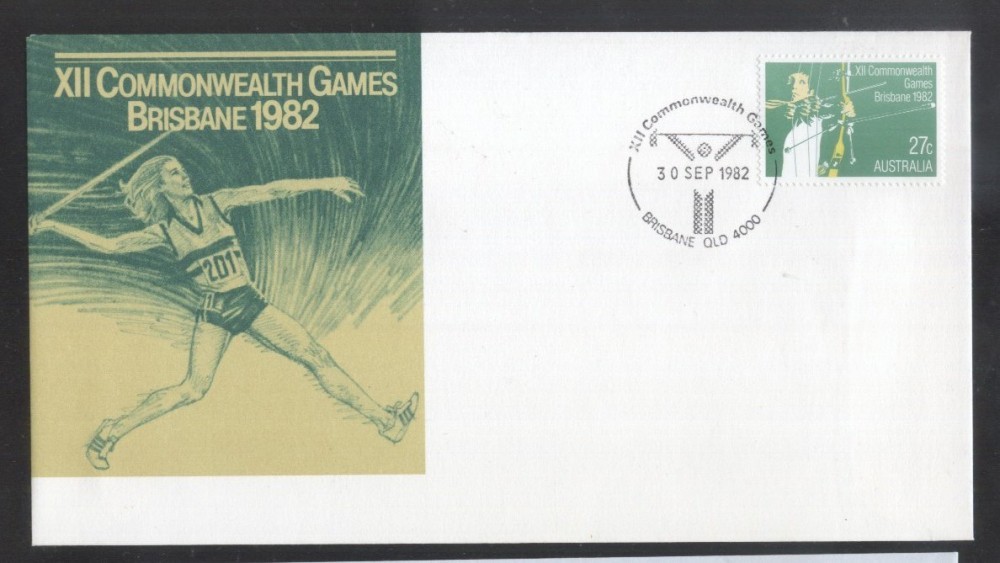 XII COMMONWEALTH GAMES
BRISBANE 1982
201
XII Commonwealth Games
30 SEP 1982
BRISBANE QLD 4000
XII Commonwealth
Games
Brisbane 1982
27c
AUSTRALIA